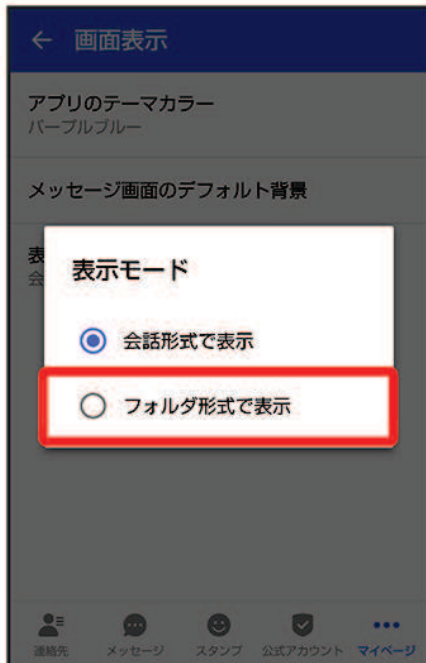 画面表示
アプリのテーマカラー
パープルブルー
メッセージ画面のデフォルト背景
表
会
表示モード
会話形式で表示
フォルダ形式で表示
連絡先
メッセージ
スタンプ
公式アカウント
マイページ